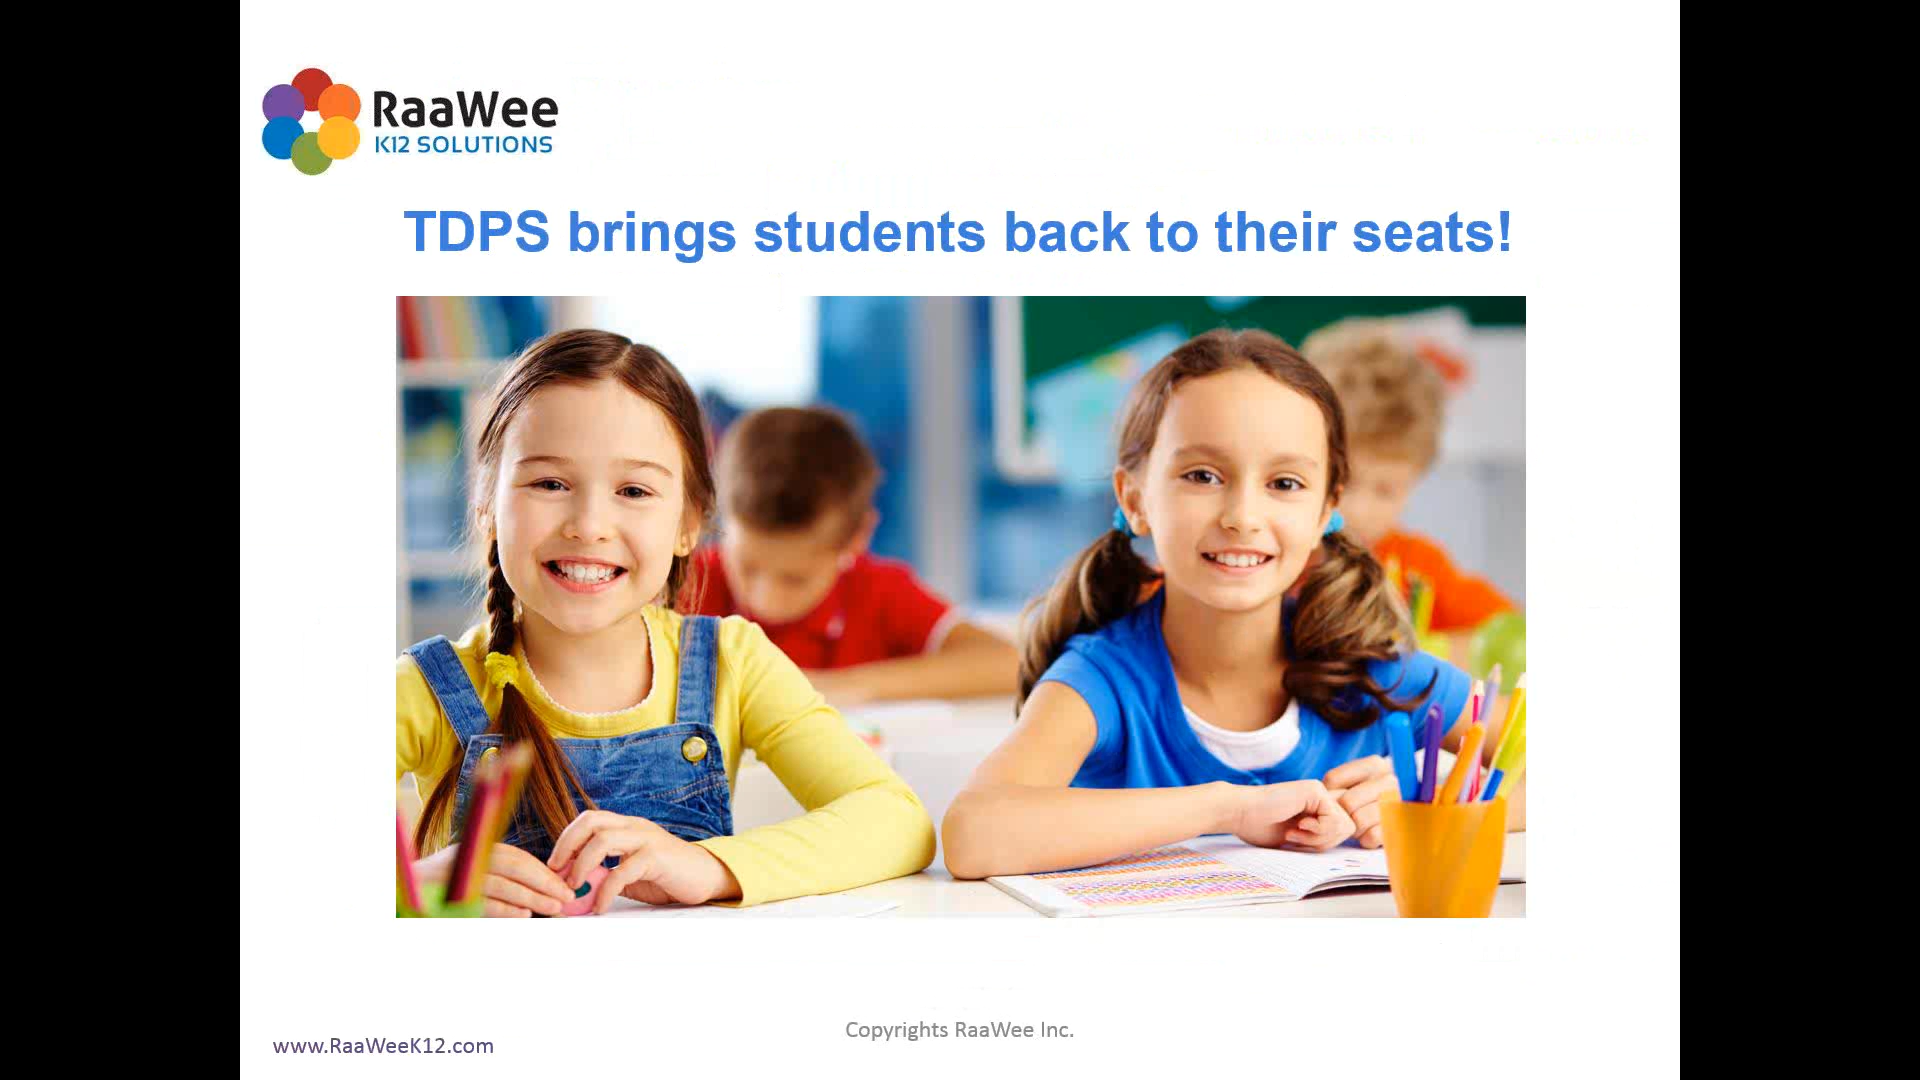 RaaWee
K12 SOLUTIONS
TDPS brings students back to their seats!
Copyrights RaaWee Inc.
www.RaaWeeK12.com